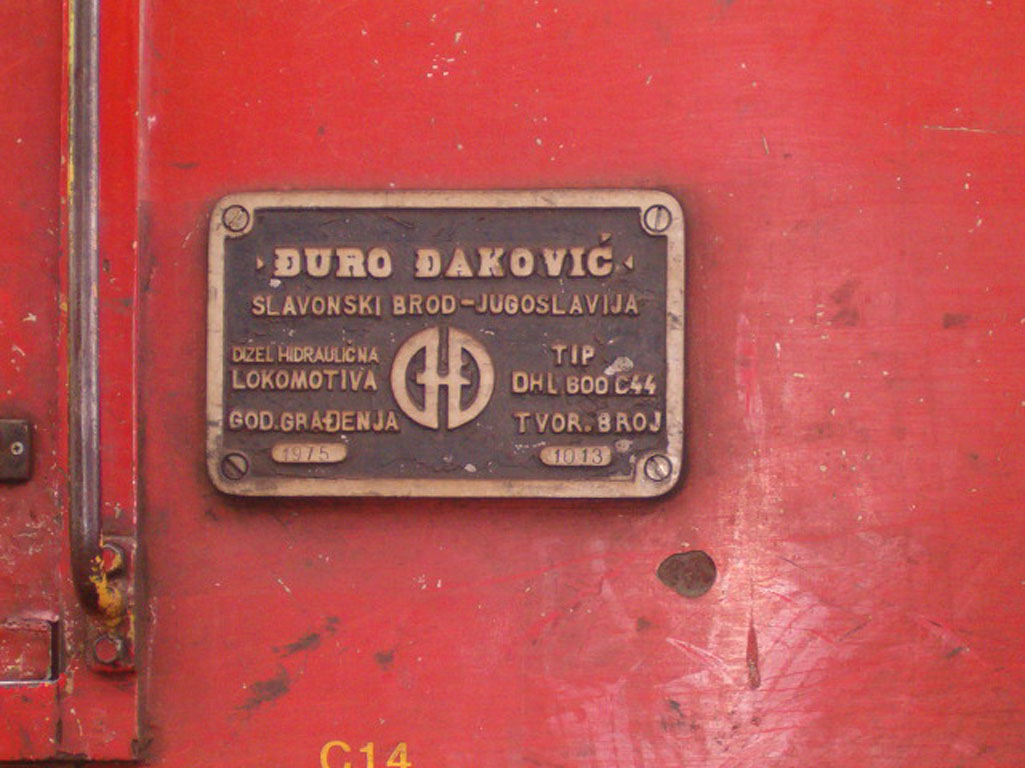 ĐURO ĐAKOVIĆ
SLAVONSKI BROD-JUGOSLAVIJA
DIZEL HIDRAULIČNA
LOKOMOTIVA
GOD.GRAĐENJA
1975
TIP
DHL 600 C44
TVOR.BROJ
1013
C14